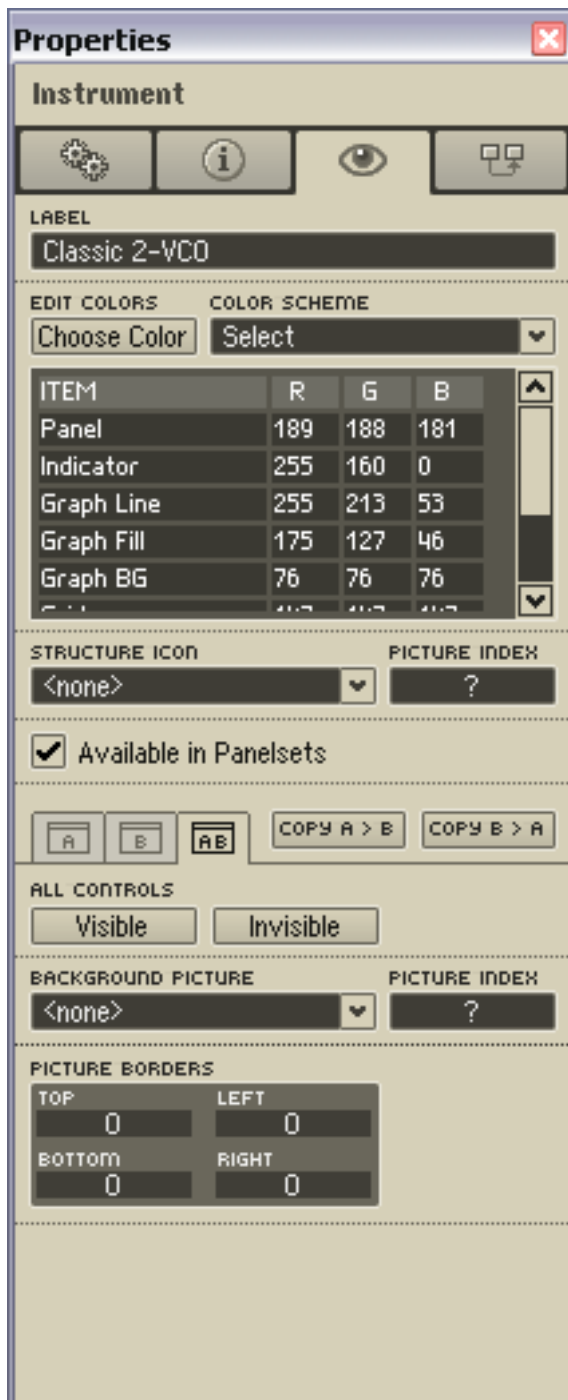 Properties
Instrument
LABEL
Classic 2-VCO
EDIT COLORS COLOR SCHEME
Choose Color Select
ITEM R G B
Panel 189 188 181
Indicator 255 160 0
Graph Line 255 213 53
Graph Fill 175 127 46
Graph BG 76 76 76
STRUCTURE ICON PICTURE INDEX
<none> ?
Available in Panelsets
A B AB COPY A > B COPY B > A
ALL CONTROLS
Visible Invisible
BACKGROUND PICTURE PICTURE INDEX
<none> ?
PICTURE BORDERS
TOP LEFT
0 0
BOTTOM RIGHT
0 0